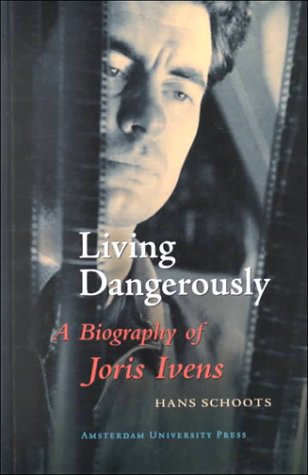 Living
Dangerously
A Biography of
Joris Ivens
HANS SCHOOTS
AMSTERDAM UNIVERSITY PRESS